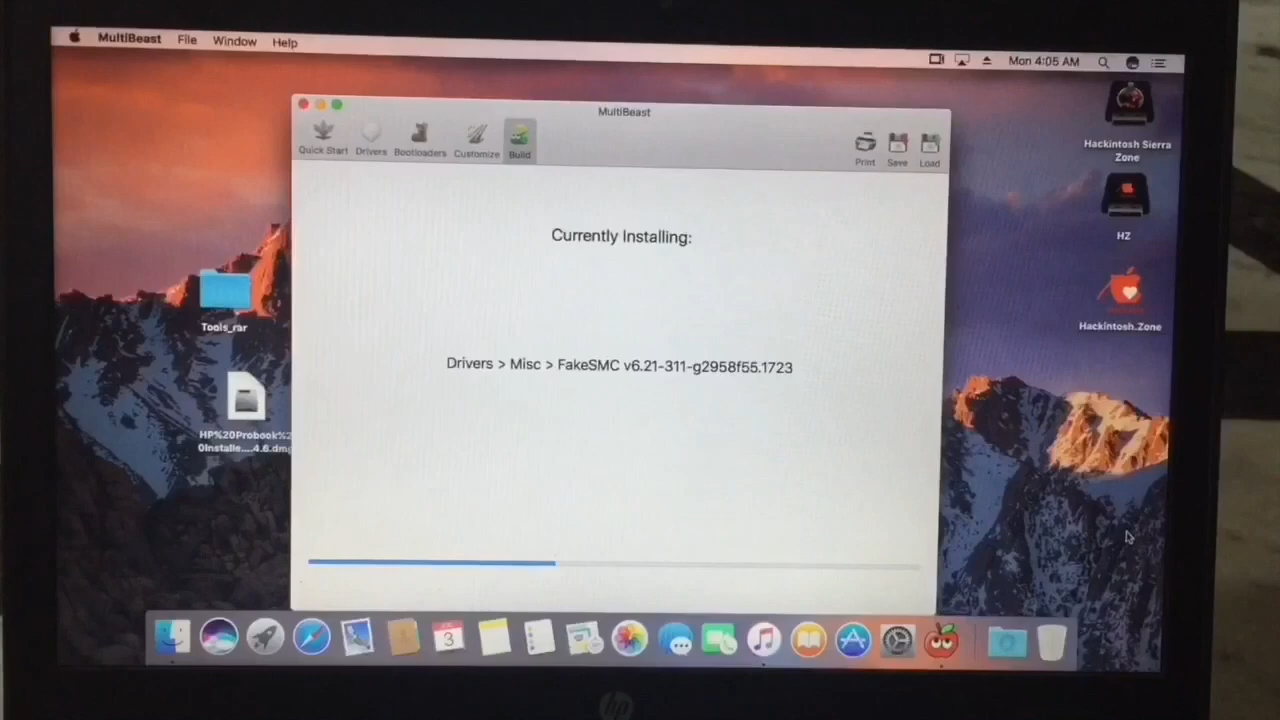 MultiBeast File Window Help
Mon 4:05 AM
MultiBeast
Quick Start Drivers Bootloaders Customize Build
Print Save Load
Currently Installing:
Drivers > Misc > FakeSMC v6.21-311-g2958f55.1723
Tools_rar
HP%20Probook%2
0Installe....4.6.dmg
Hackintosh Sierra
Zone
HZ
Hackintosh.Zone
3
hp